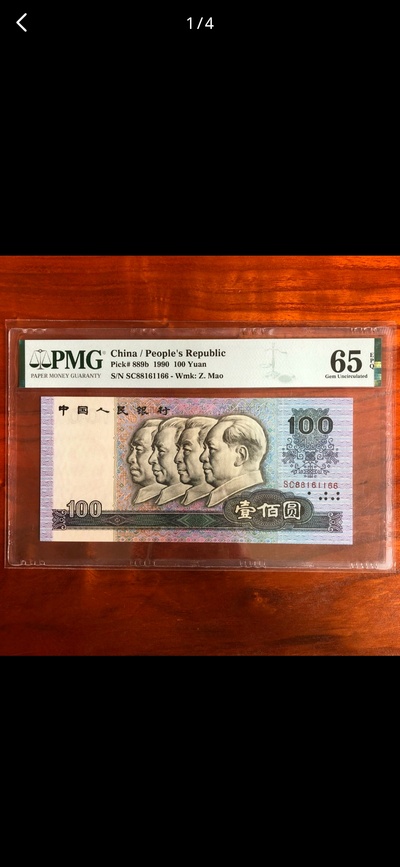 1/4
PMG
PAPER MONEY GUARANTY
China / People's Republic
Pick# 889b 1990 100 Yuan
S/N SC88161166 - Wmk: Z. Mao
65
EPQ
Gem Uncirculated
中国人民银行
100
SC88161166
100
壹佰圆